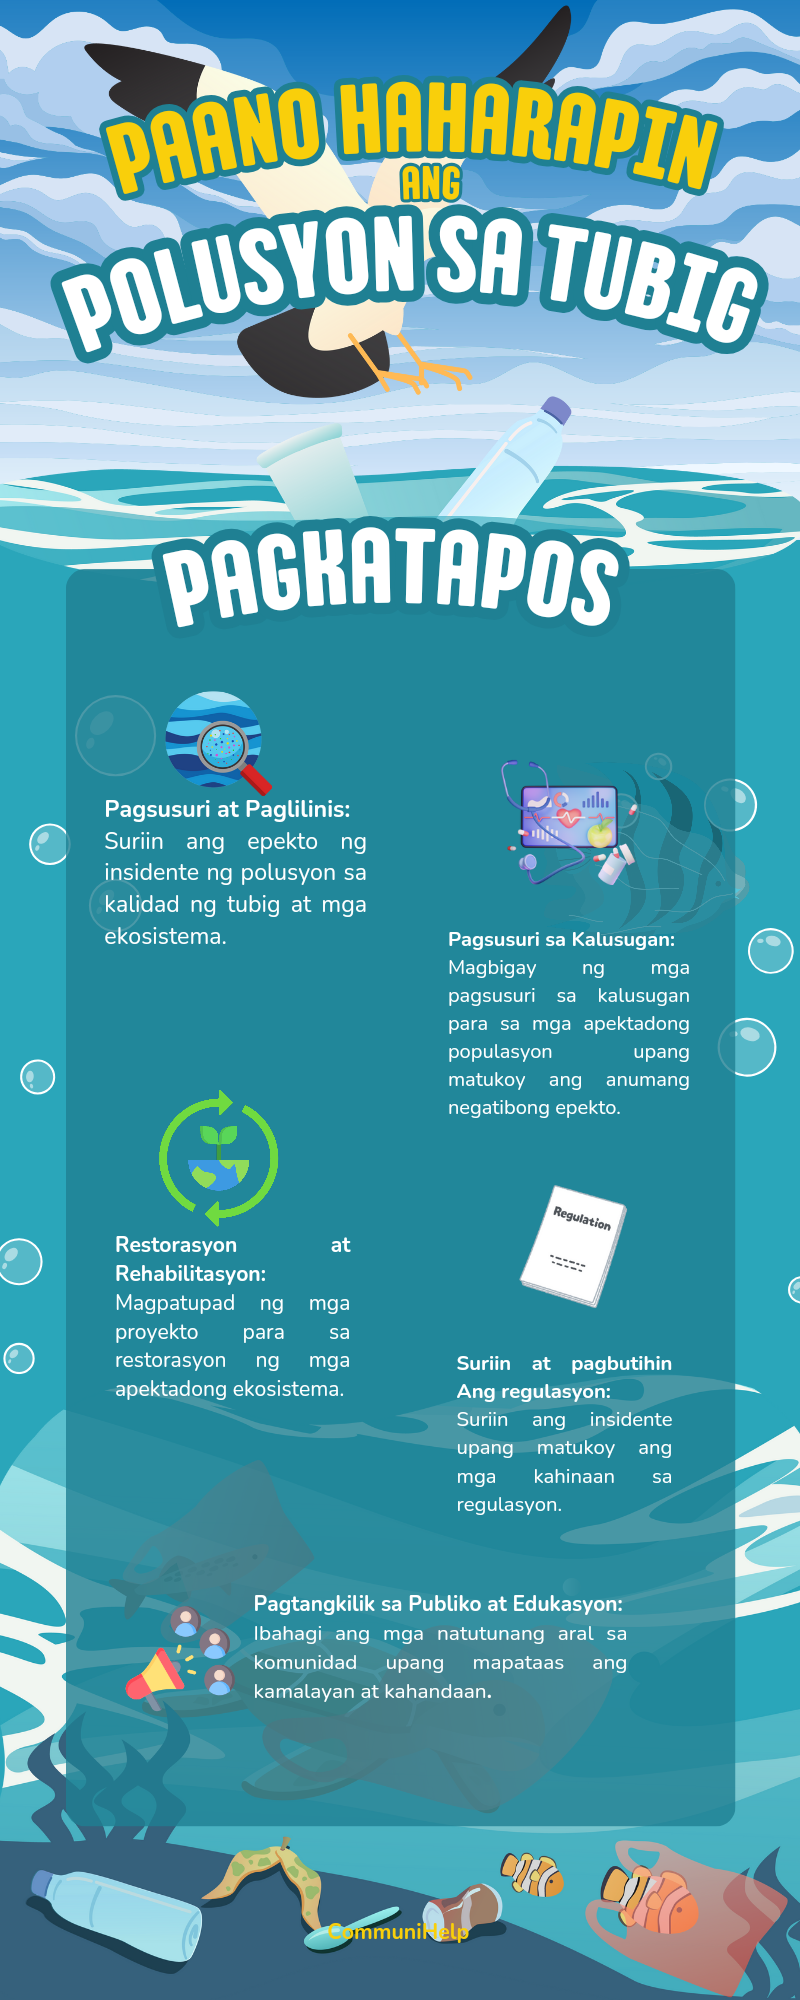 PAANO HAHARAPIN
ANG
POLUSYON SA TUBIG
PAGKATAPOS
Pagsusuri at Paglilinis:
Suriin ang epekto ng
insidente ng polusyon sa
kalidad ng tubig at mga
ekosistema.
Pagsusuri sa Kalusugan:
Magbigay ng mga
pagsusuri sa kalusugan
para sa mga apektadong
populasyon upang
matukoy ang anumang
negatibong epekto.
Restorasyon at
Rehabilitasyon:
Magpatupad ng mga
proyekto para sa
restorasyon ng mga
apektadong ekosistema.
Regulation
Suriin at pagbutihin
Ang regulasyon:
Suriin ang insidente
upang matukoy ang
mga kahinaan sa
regulasyon.
Pagtangkilik sa Publiko at Edukasyon:
Ibahagi ang mga natutunang aral sa
komunidad upang mapataas ang
kamalayan at kahandaan.
CommuniHelp